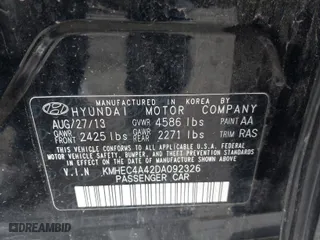 MANUFACTURED IN KOREA BY
HYUNDAI MOTOR COMPANY
AUG/27/13 GVWR 4586 lbs PAINT AA
GAWR FRONT 2425 lbs GAWR REAR 2271 lbs TRIM RAS
THIS VEHICLE CONFORMS TO ALL APPLICABLE
U.S. FEDERAL MOTOR VEHICLE SAFETY, BUMPER,
AND THEFT PREVENTION STANDARDS IN EFFECT ON
THE DATE OF MANUFACTURE SHOWN ABOVE.
V.I.N KMHEC4A42DA092326
PASSENGER CAR